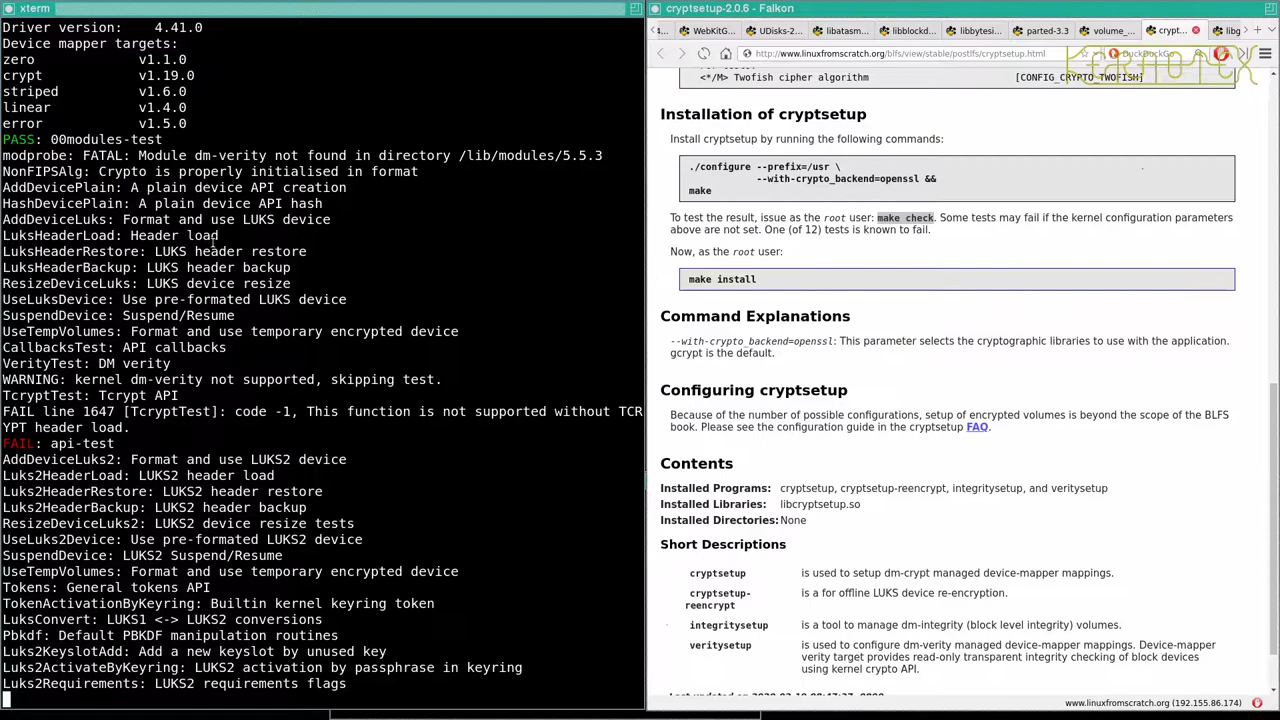 xterm
Driver version:    4.41.0
Device mapper targets:
zero             v1.1.0
crypt            v1.19.0
striped          v1.6.0
linear           v1.4.0
error            v1.5.0
PASS: 00modules-test
modprobe: FATAL: Module dm-verity not found in directory /lib/modules/5.5.3
NonFIPSAlg: Crypto is properly initialised in format
AddDevicePlain: A plain device API creation
HashDevicePlain: A plain device API hash
AddDeviceLuks: Format and use LUKS device
LuksHeaderLoad: Header load
LuksHeaderRestore: LUKS header restore
LuksHeaderBackup: LUKS header backup
ResizeDeviceLuks: LUKS device resize
UseLuksDevice: Use pre-formated LUKS device
SuspendDevice: Suspend/Resume
UseTempVolumes: Format and use temporary encrypted device
CallbacksTest: API callbacks
VerityTest: DM verity
WARNING: kernel dm-verity not supported, skipping test.
TcryptTest: Tcrypt API
FAIL line 1647 [TcryptTest]: code -1, This function is not supported without TCR
YPT header load.
FAIL: api-test
AddDeviceLuks2: Format and use LUKS2 device
Luks2HeaderLoad: LUKS2 header load
Luks2HeaderRestore: LUKS2 header restore
Luks2HeaderBackup: LUKS2 header backup
ResizeDeviceLuks2: LUKS2 device resize tests
UseLuks2Device: Use pre-formated LUKS2 device
SuspendDevice: LUKS2 Suspend/Resume
UseTempVolumes: Format and use temporary encrypted device
Tokens: General tokens API
TokenActivationByKeyring: Builtin kernel keyring token
LuksConvert: LUKS1 <-> LUKS2 conversions
Pbkdf: Default PBKDF manipulation routines
Luks2KeyslotAdd: Add a new keyslot by unused key
Luks2ActivateByKeyring: LUKS2 activation by passphrase in keyring
Luks2Requirements: LUKS2 requirements flags
cryptsetup-2.0.6 - Falkon
4... WebKitG... UDisks-2... libatasm... libblockd... libbytesi... parted-3.3 volume_... crypt... libg
http://www.linuxfromscratch.org/blfs/view/stable/postlfs/cryptsetup.html DuckDuckGo
<*/M> Twofish cipher algorithm [CONFIG_CRYPTO_TWOFISH]
Installation of cryptsetup
Install cryptsetup by running the following commands:
./configure --prefix=/usr \
--with-crypto_backend=openssl &&
make
To test the result, issue as the root user: make check. Some tests may fail if the kernel configuration parameters
above are not set. One (of 12) tests is known to fail.
Now, as the root user:
make install
Command Explanations
--with-crypto_backend=openssl: This parameter selects the cryptographic libraries to use with the application.
gcrypt is the default.
Configuring cryptsetup
Because of the number of possible configurations, setup of encrypted volumes is beyond the scope of the BLFS
book. Please see the configuration guide in the cryptsetup FAQ.
Contents
Installed Programs: cryptsetup, cryptsetup-reencrypt, integritysetup, and veritysetup
Installed Libraries: libcryptsetup.so
Installed Directories: None
Short Descriptions
cryptsetup is used to setup dm-crypt managed device-mapper mappings.
cryptsetup- is a for offline LUKS device re-encryption.
reencrypt
integritysetup is a tool to manage dm-integrity (block level integrity) volumes.
veritysetup is used to configure dm-verity managed device-mapper mappings. Device-mapper
verity target provides read-only transparent integrity checking of block devices
using kernel crypto API.
www.linuxfromscratch.org (192.155.86.174)